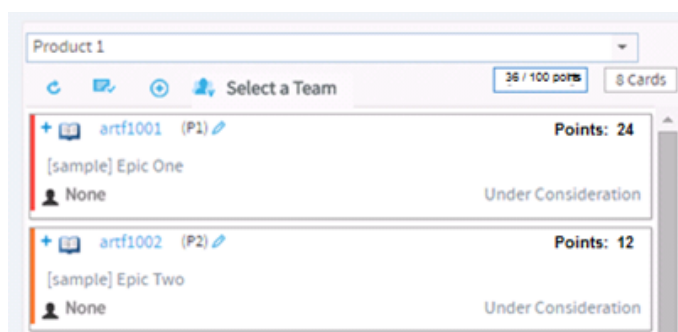 Product 1
Select a Team 36 / 100 points 8 Cards
+ artf1001 (P1) Points: 24
[sample] Epic One
None Under Consideration
+ artf1002 (P2) Points: 12
[sample] Epic Two
None Under Consideration